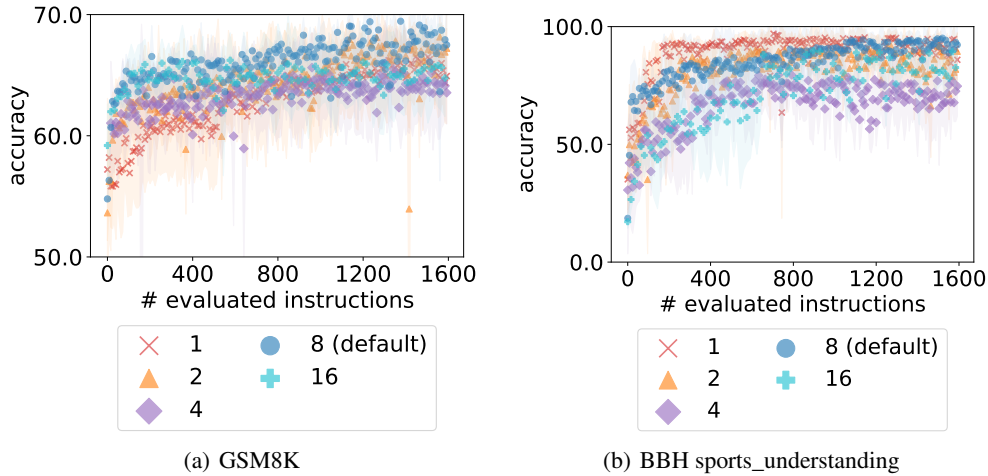 70.0
60.0
50.0
accuracy
0 400 800 1200 1600
# evaluated instructions
1 8 (default)
2 16
4
(a) GSM8K
100.0
50.0
0.0
accuracy
0 400 800 1200 1600
# evaluated instructions
1 8 (default)
2 16
4
(b) BBH sports_understanding